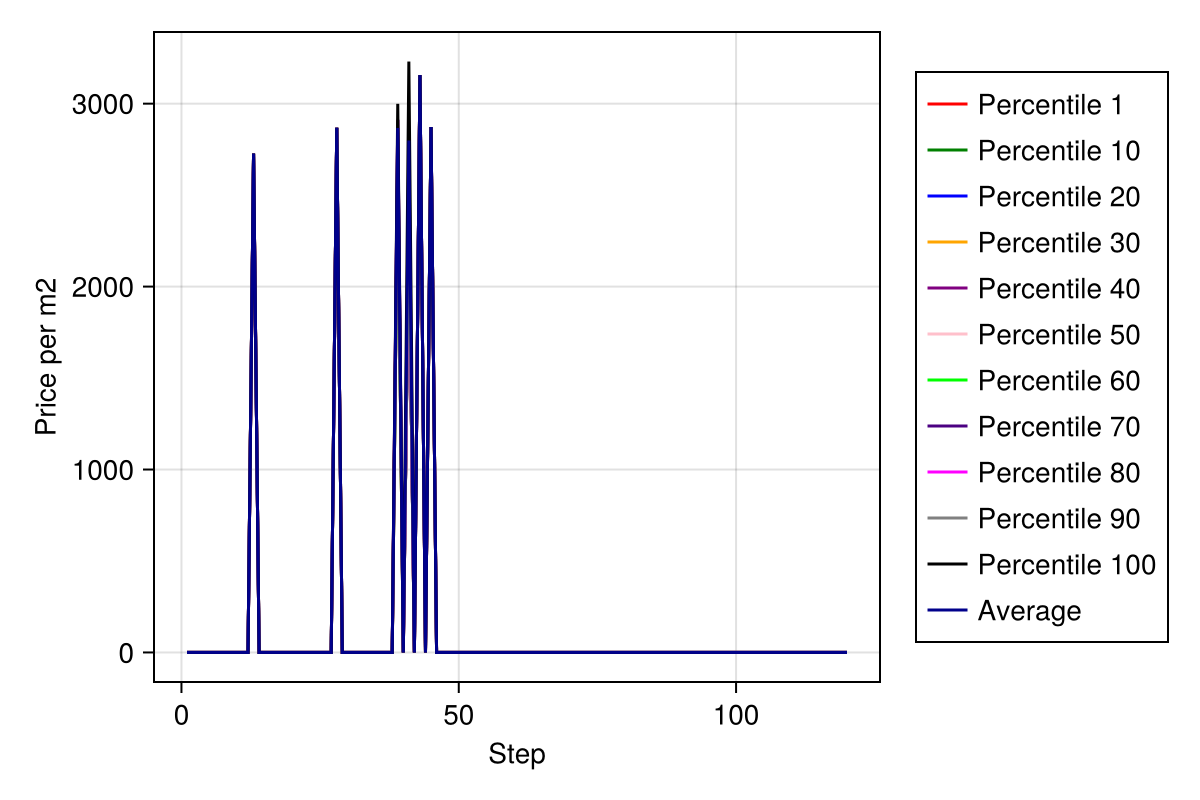 Price per m2
3000
2000
1000
0
0
50
100
Step
Percentile 1
Percentile 10
Percentile 20
Percentile 30
Percentile 40
Percentile 50
Percentile 60
Percentile 70
Percentile 80
Percentile 90
Percentile 100
Average